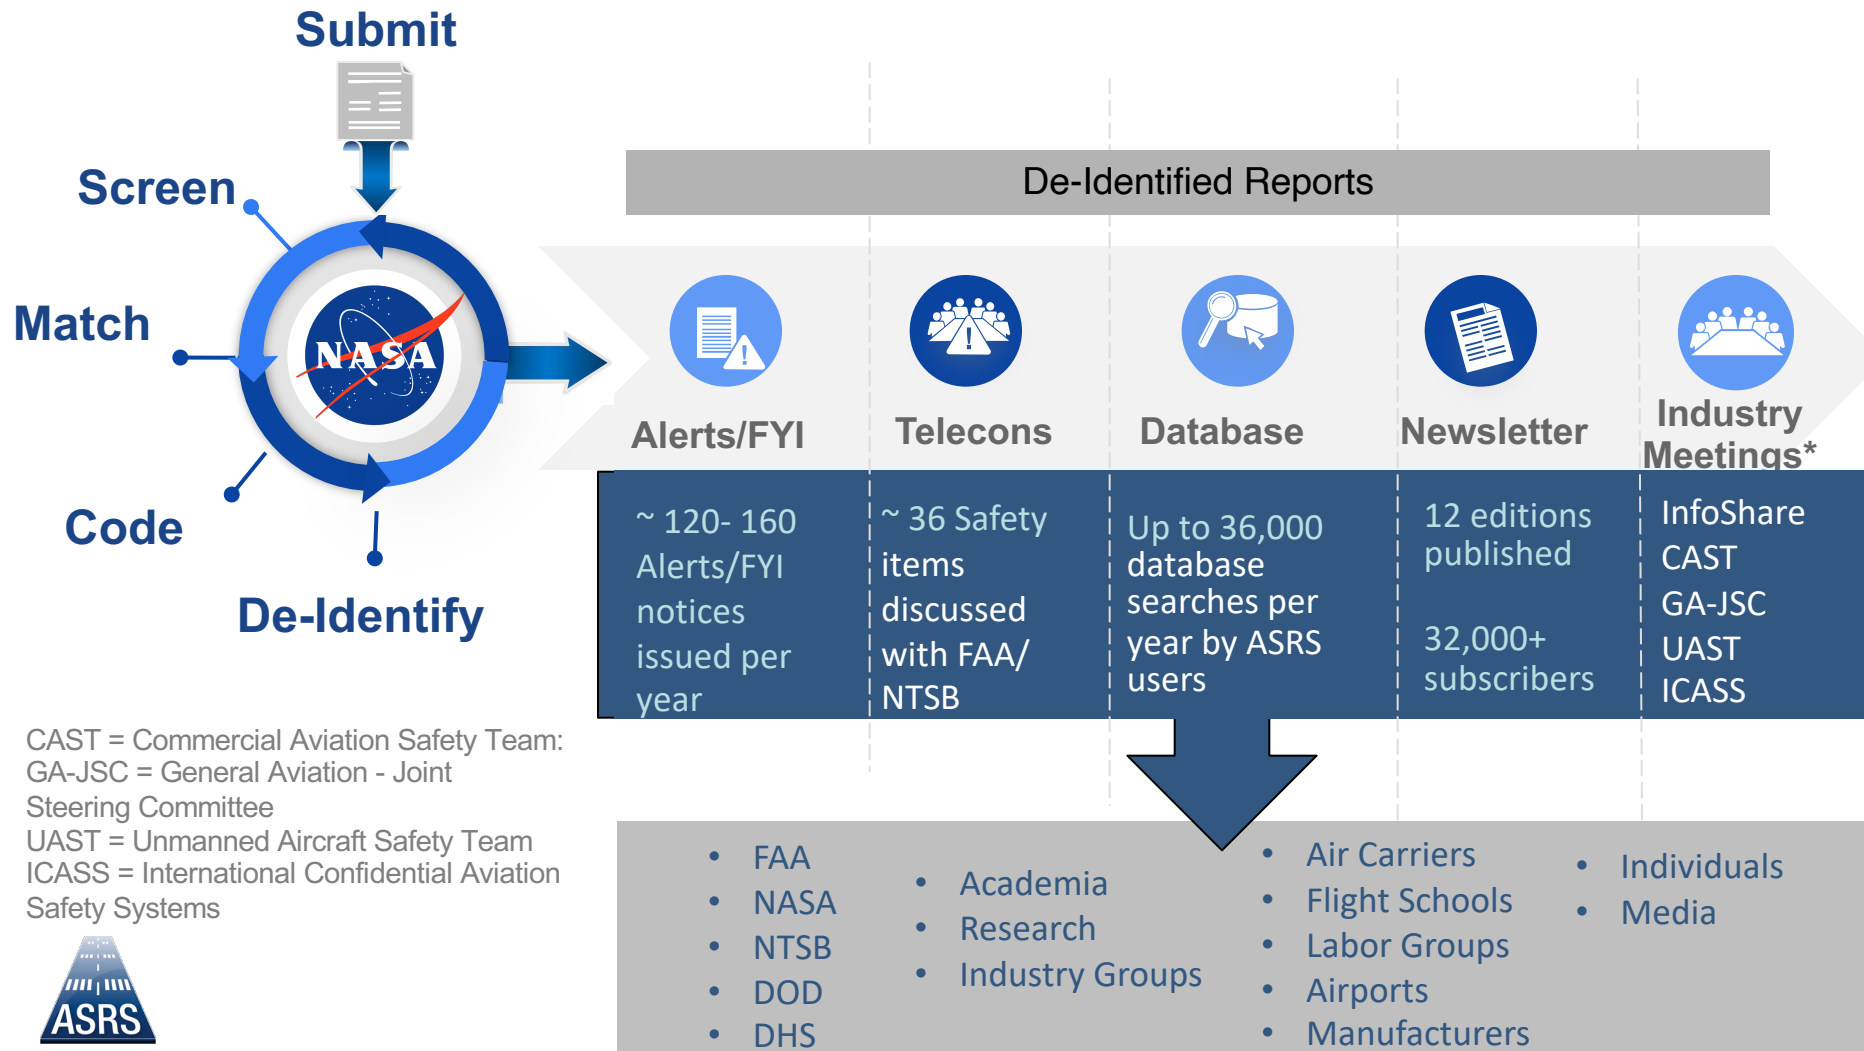 Submit
Screen
Match
Code
De-Identify
NASA
De-Identified Reports
Alerts/FYI
Telecons
Database
Newsletter
Industry
Meetings*
~ 120- 160
Alerts/FYI
notices
issued per
year
~ 36 Safety
items
discussed
with FAA/
NTSB
Up to 36,000
database
searches per
year by ASRS
users
12 editions
published
32,000+
subscribers
InfoShare
CAST
GA-JSC
UAST
ICASS
CAST = Commercial Aviation Safety Team:
GA-JSC = General Aviation - Joint
Steering Committee
UAST = Unmanned Aircraft Safety Team
ICASS = International Confidential Aviation
Safety Systems
ASRS
• FAA
• NASA
• NTSB
• DOD
• DHS
• Academia
• Research
• Industry Groups
• Air Carriers
• Flight Schools
• Labor Groups
• Airports
• Manufacturers
• Individuals
• Media